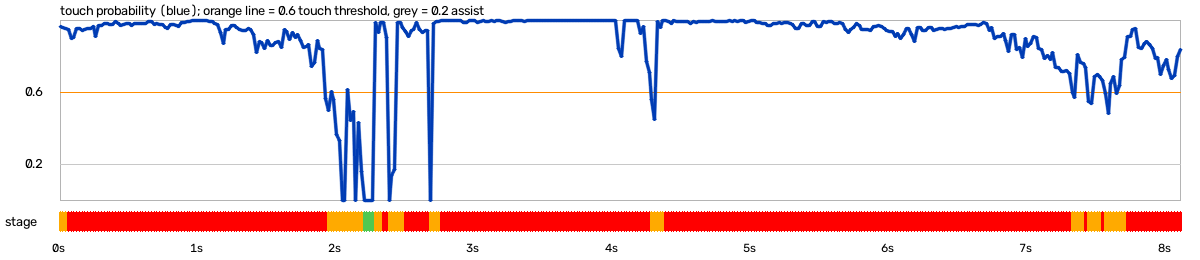 touch probability (blue); orange line = 0.6 touch threshold, grey = 0.2 assist
0.6
0.2
stage
0s 1s 2s 3s 4s 5s 6s 7s 8s